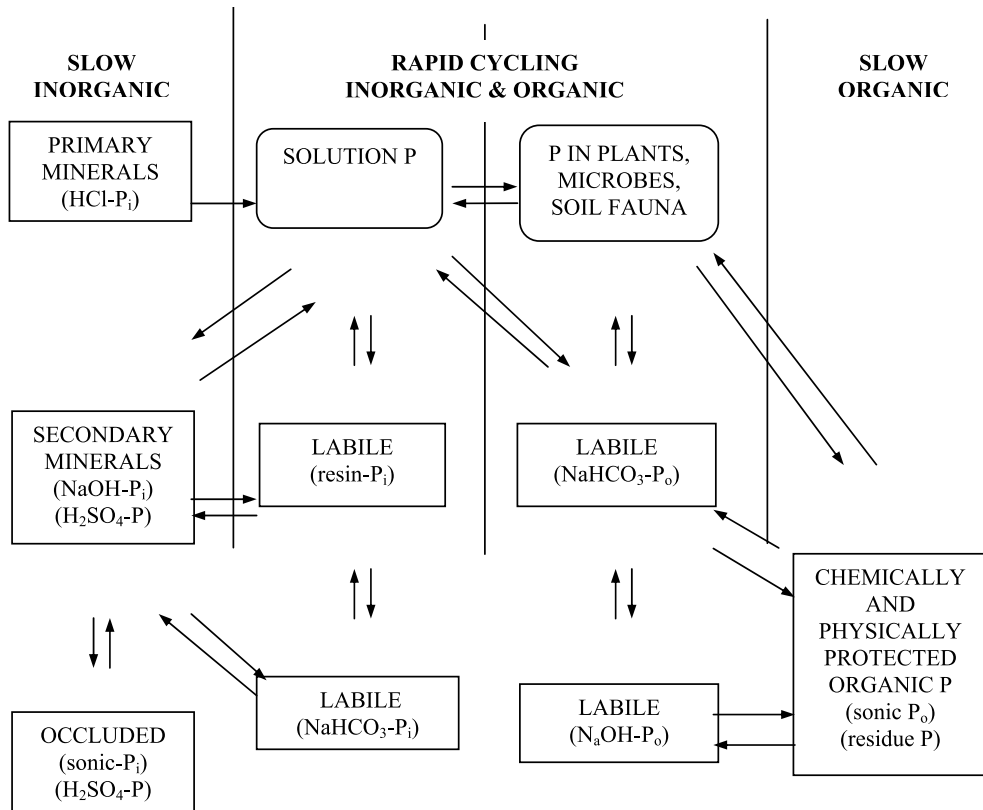 SLOW
INORGANIC
RAPID CYCLING
INORGANIC & ORGANIC
SLOW
ORGANIC
PRIMARY
MINERALS
(HCl-Pᵢ)
SOLUTION P
P IN PLANTS,
MICROBES,
SOIL FAUNA
SECONDARY
MINERALS
(NaOH-Pᵢ)
(H₂SO₄-P)
LABILE
(resin-Pᵢ)
LABILE
(NaHCO₃-Pₒ)
CHEMICALLY
AND
PHYSICALLY
PROTECTED
ORGANIC P
(sonic Pₒ)
(residue P)
OCCLUDED
(sonic-Pᵢ)
(H₂SO₄-P)
LABILE
(NaHCO₃-Pᵢ)
LABILE
(NₐOH-Pₒ)